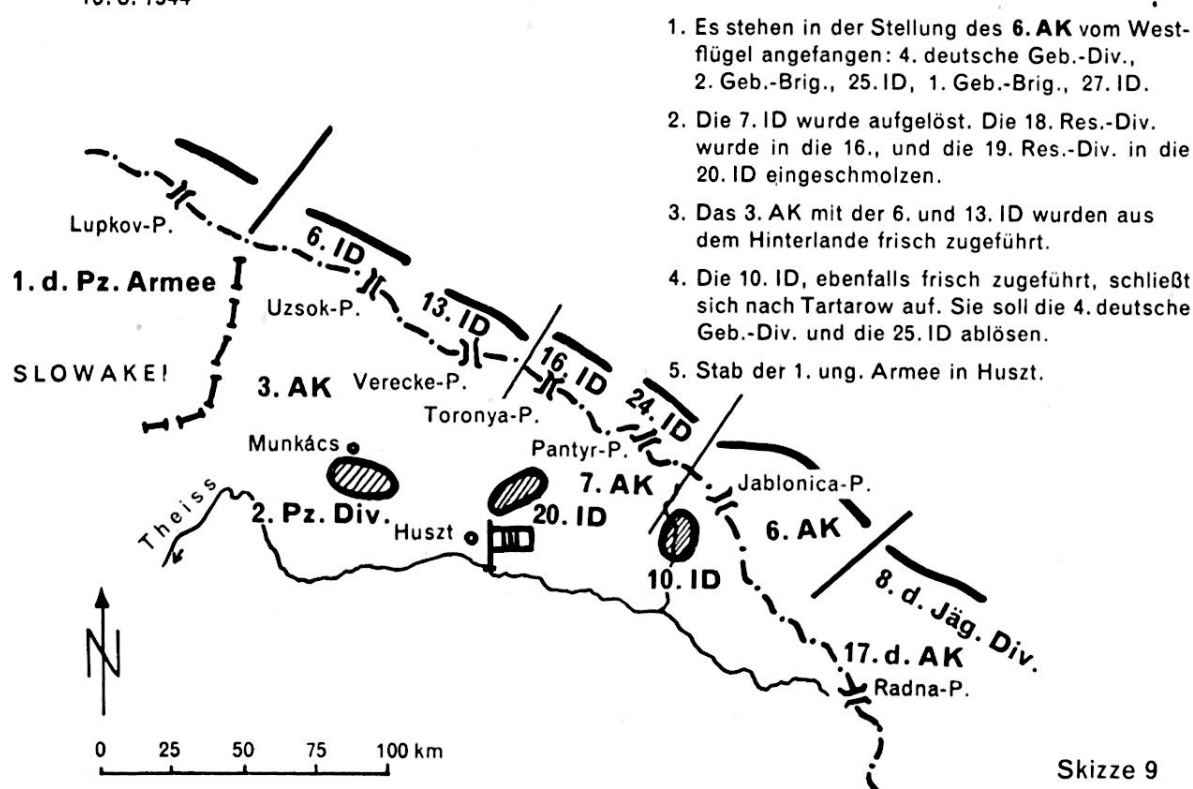 1944
1. Es stehen in der Stellung des 6. AK vom West-
flügel angefangen: 4. deutsche Geb.-Div.,
2. Geb.-Brig., 25. ID, 1. Geb.-Brig., 27. ID.
2. Die 7. ID wurde aufgelöst. Die 18. Res.-Div.
wurde in die 16., und die 19. Res.-Div. in die
20. ID eingeschmolzen.
3. Das 3. AK mit der 6. und 13. ID wurden aus
dem Hinterlande frisch zugeführt.
4. Die 10. ID, ebenfalls frisch zugeführt, schließt
sich nach Tartarow auf. Sie soll die 4. deutsche
Geb.-Div. und die 25. ID ablösen.
5. Stab der 1. ung. Armee in Huszt.
Lupkov-P.
6. ID
1. d. Pz. Armee
Uzsok-P.
13. ID
SLOWAKEI
3. AK
Verecke-P.
16. ID
Toronya-P.
24. ID
Munkács
Pantyr-P.
7. AK
Jablonica-P.
Theiss
2. Pz. Div.
Huszt
20. ID
6. AK
10. ID
8. d. Jäg. Div.
17. d. AK
Radna-P.
N
0 25 50 75 100 km
Skizze 9